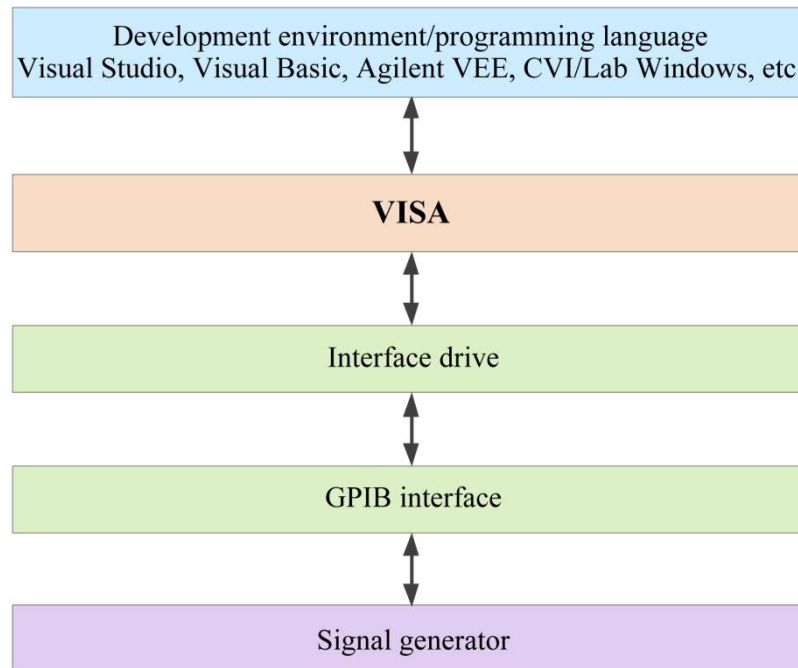 Development environment/programming language
Visual Studio, Visual Basic, Agilent VEE, CVI/Lab Windows, etc
VISA
Interface drive
GPIB interface
Signal generator